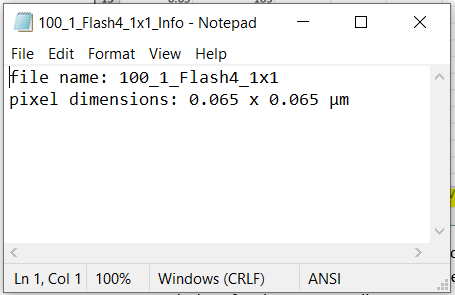 100_1_Flash4_1x1_Info - Notepad
File Edit Format View Help
file name: 100_1_Flash4_1x1
pixel dimensions: 0.065 x 0.065 µm
Ln 1, Col 1 100% Windows (CRLF) ANSI